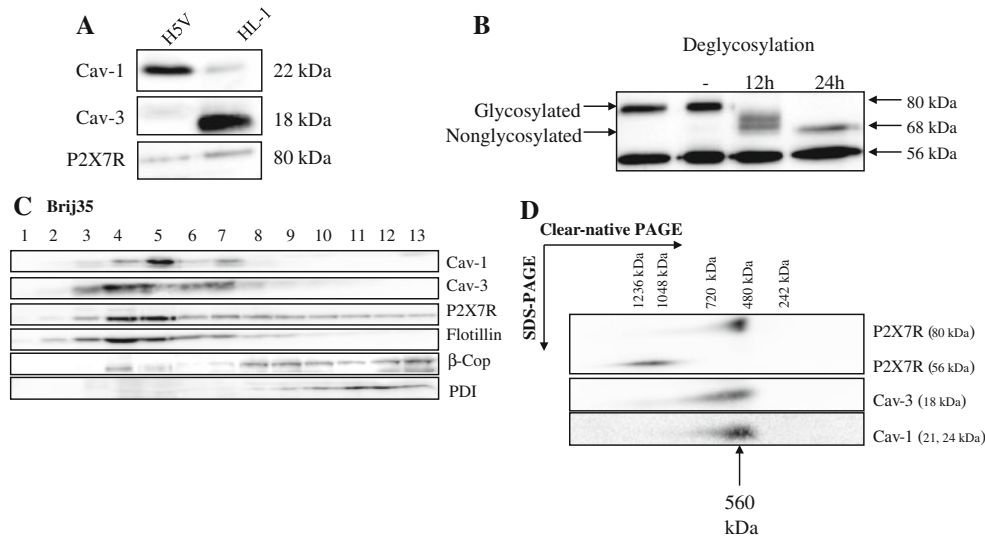 A
H5V HL-1
Cav-1 22 kDa
Cav-3 18 kDa
P2X7R 80 kDa
B
Deglycosylation
- 12h 24h
Glycosylated 80 kDa
Nonglycosylated 68 kDa
56 kDa
C Brij35
1 2 3 4 5 6 7 8 9 10 11 12 13
Cav-1
Cav-3
P2X7R
Flotillin
β-Cop
PDI
D
Clear-native PAGE
SDS-PAGE
1236 kDa 1048 kDa 720 kDa 480 kDa 242 kDa
P2X7R (80 kDa)
P2X7R (56 kDa)
Cav-3 (18 kDa)
Cav-1 (21, 24 kDa)
560
kDa